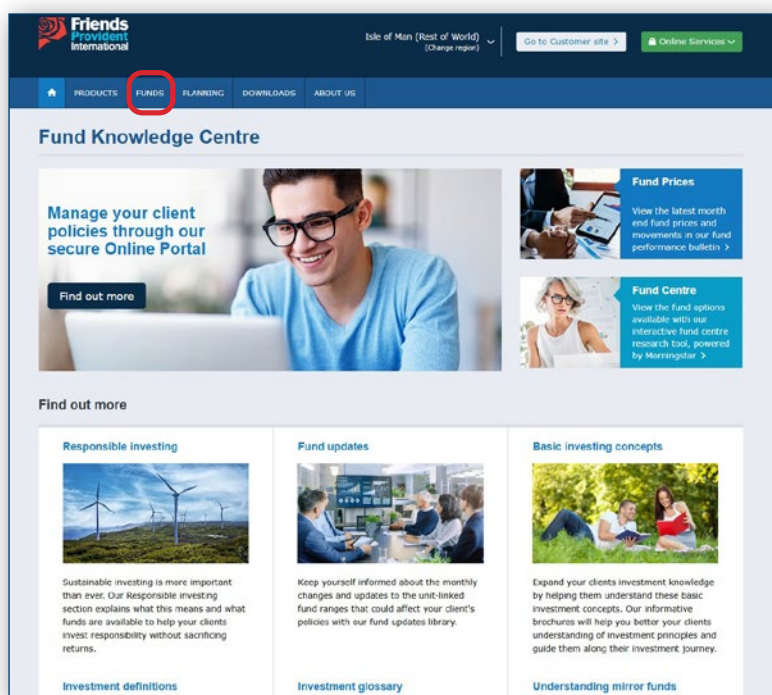 Friends
Provident
International
Isle of Man (Rest of World)
(Change region)
Go to Customer site >
Online Services
PRODUCTS
FUNDS
PLANNING
DOWNLOADS
ABOUT US
Fund Knowledge Centre
Manage your client
policies through our
secure Online Portal
Find out more
Fund Prices
View the latest month
end fund prices and
movements in our fund
performance bulletin >
Fund Centre
View the fund options
available with our
interactive fund centre
research tool, powered
by Morningstar >
Find out more
Responsible investing
Sustainable investing is more important
than ever. Our Responsible investing
section explains what this means and what
funds are available to help your clients
invest responsibility without sacrificing
returns.
Fund updates
Keep yourself informed about the monthly
changes and updates to the unit-linked
fund ranges that could affect your client's
policies with our fund updates library.
Basic investing concepts
Expand your clients investment knowledge
by helping them understand these basic
investment concepts. Our informative
brochures will help you better your clients
understanding of investment principles and
guide them along their investment journey.
Investment definitions
Investment glossary
Understanding mirror funds